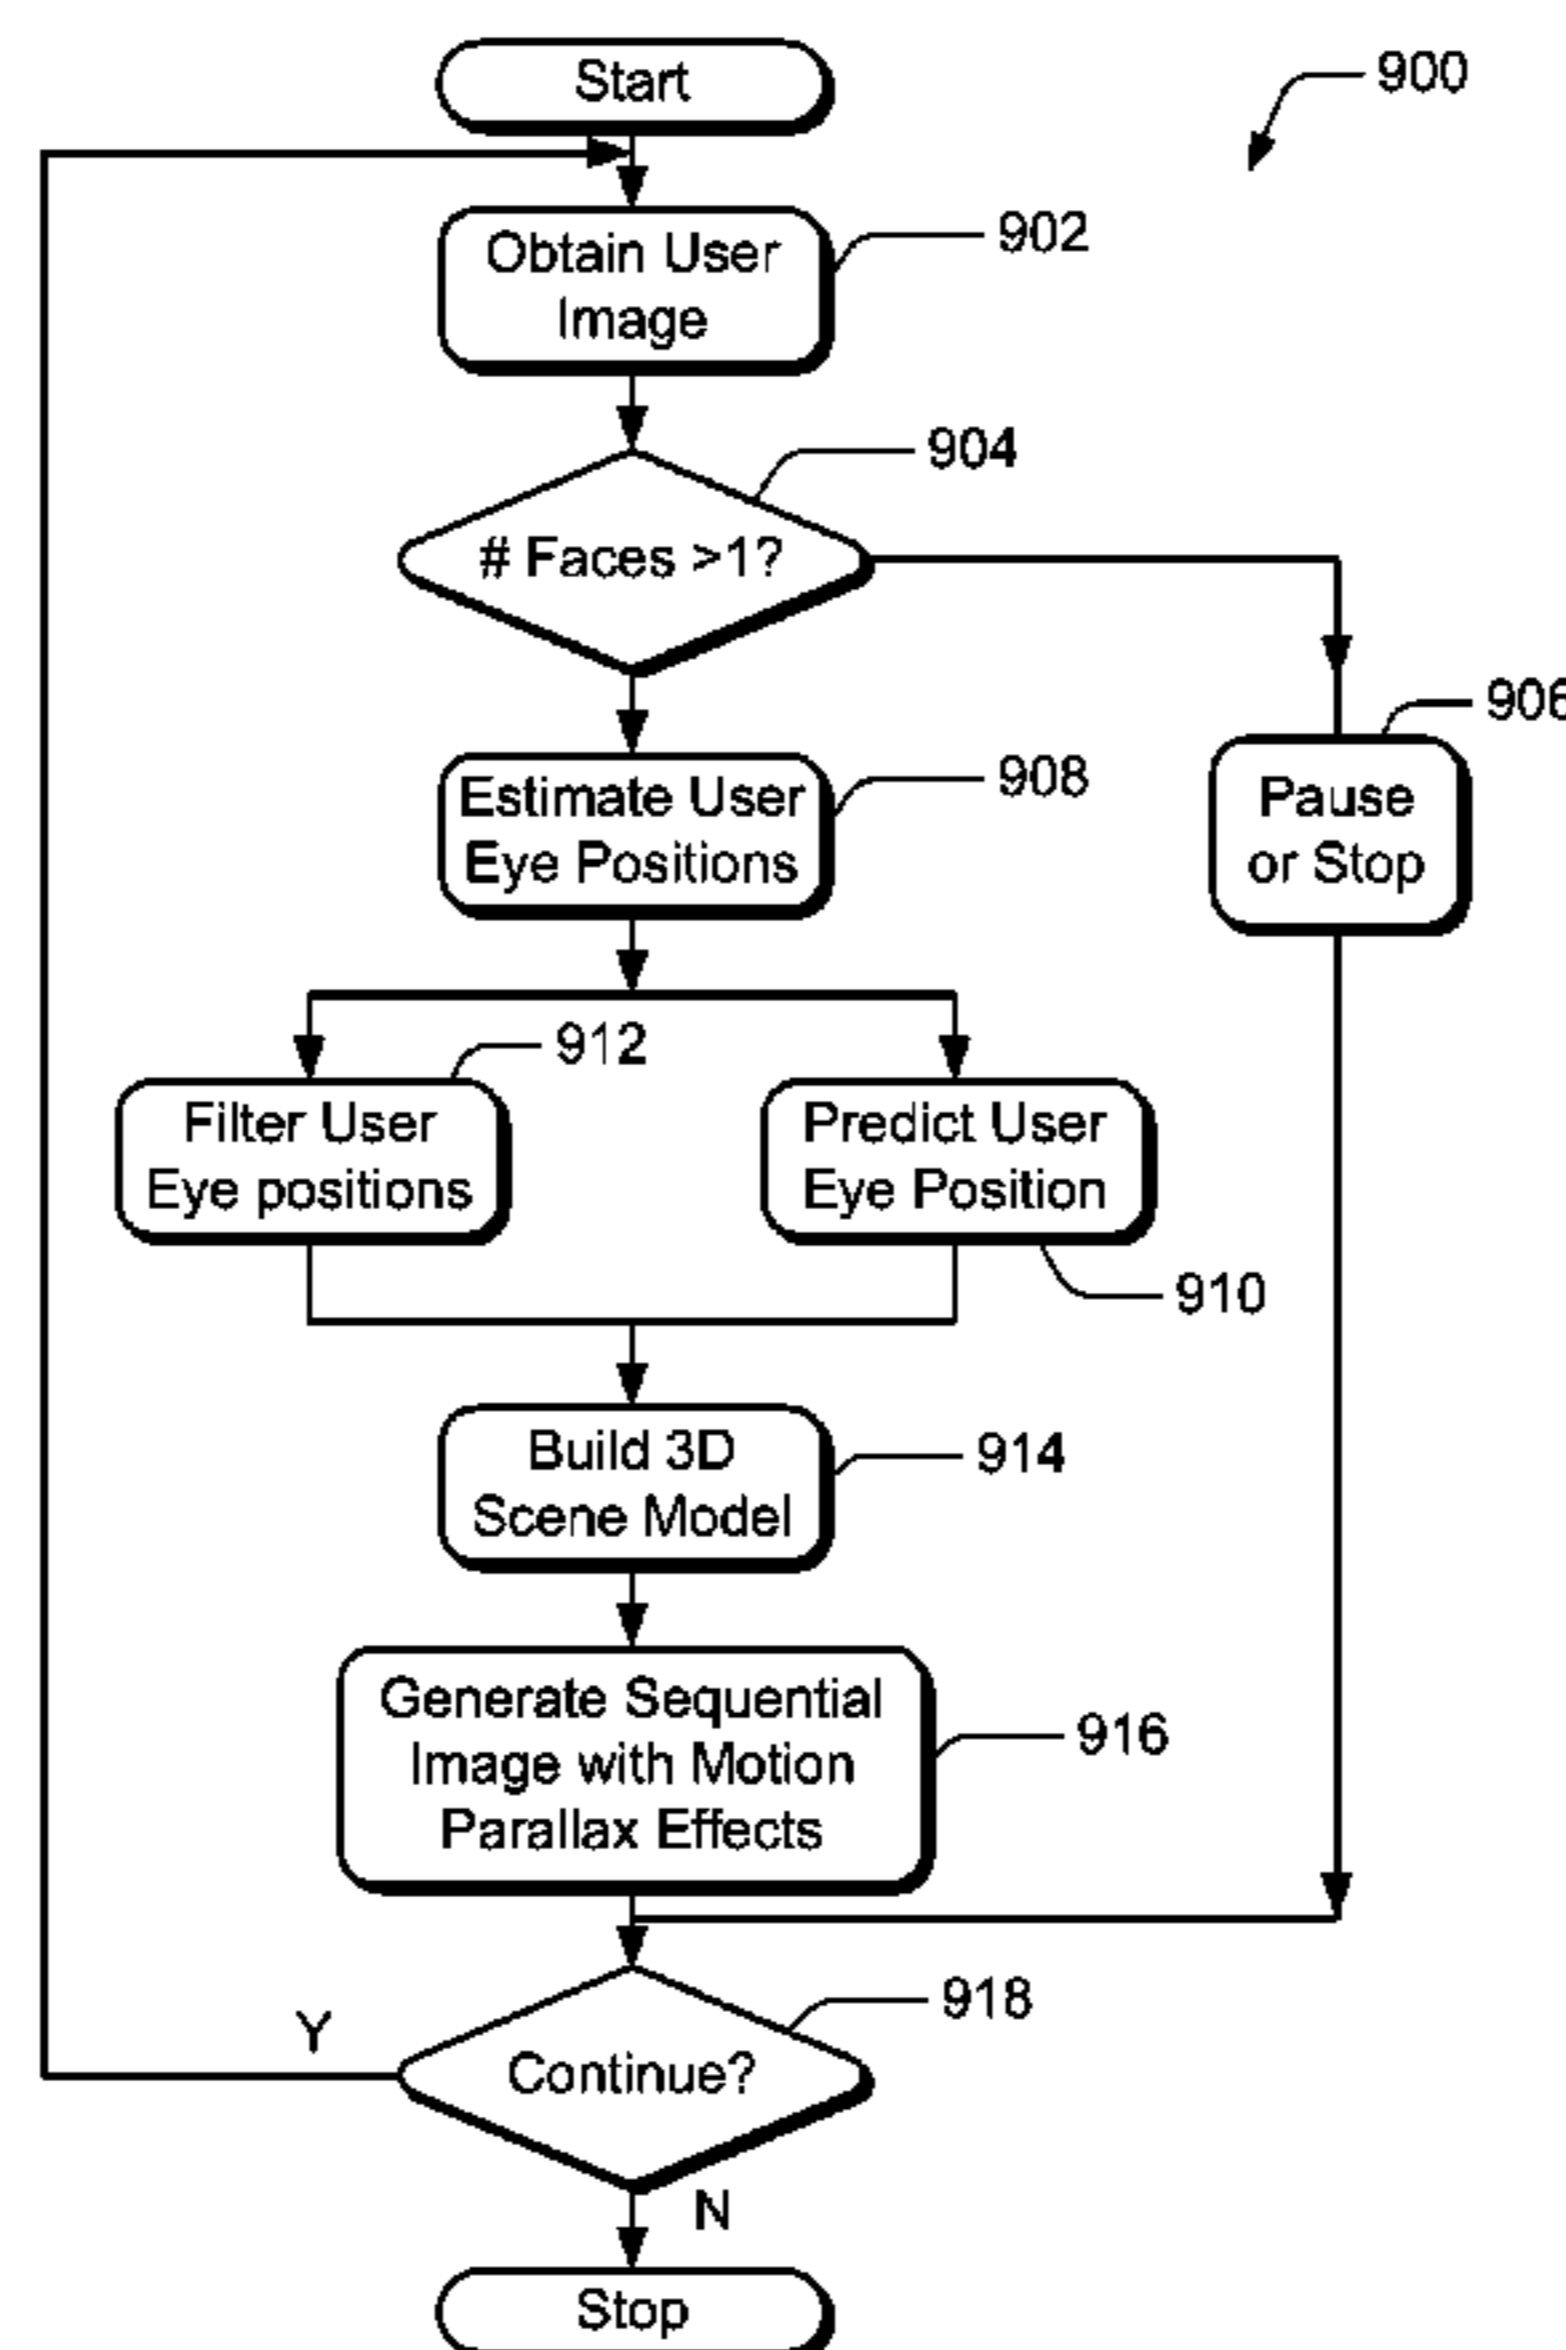 Start
900
Obtain User
Image
902
904
# Faces >1?
906
Pause
or Stop
Estimate User
Eye Positions
908
912
Filter User
Eye positions
Predict User
Eye Position
910
Build 3D
Scene Model
914
Generate Sequential
Image with Motion
Parallax Effects
916
918
Continue?
Y
N
Stop